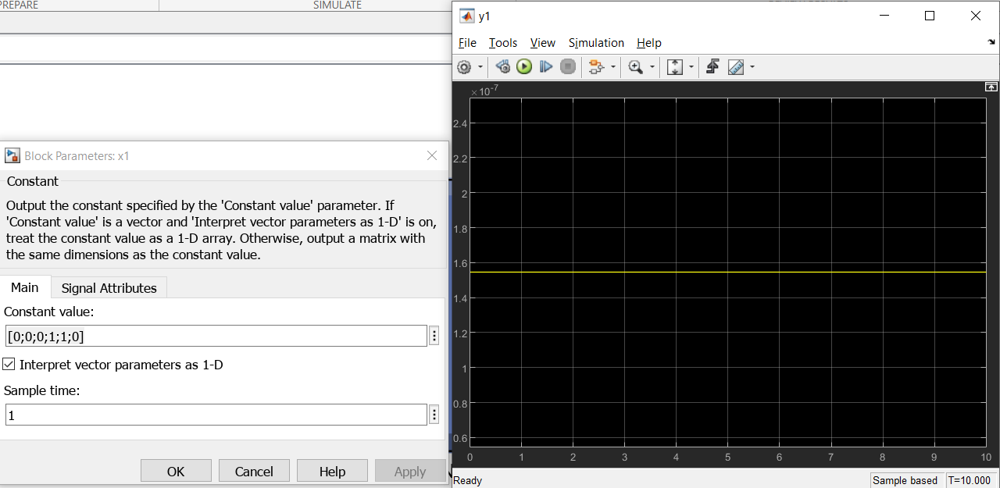 PREPARE
SIMULATE
y1
File Tools View Simulation Help
×10-7
2.4
2.2
2
1.8
1.6
1.4
1.2
1
0.8
0.6
0 1 2 3 4 5 6 7 8 9 10
Ready
Sample based T=10.000
Block Parameters: x1
Constant
Output the constant specified by the 'Constant value' parameter. If
'Constant value' is a vector and 'Interpret vector parameters as 1-D' is on,
treat the constant value as a 1-D array. Otherwise, output a matrix with
the same dimensions as the constant value.
Main Signal Attributes
Constant value:
[0;0;0;1;1;0]
Interpret vector parameters as 1-D
Sample time:
1
OK Cancel Help Apply